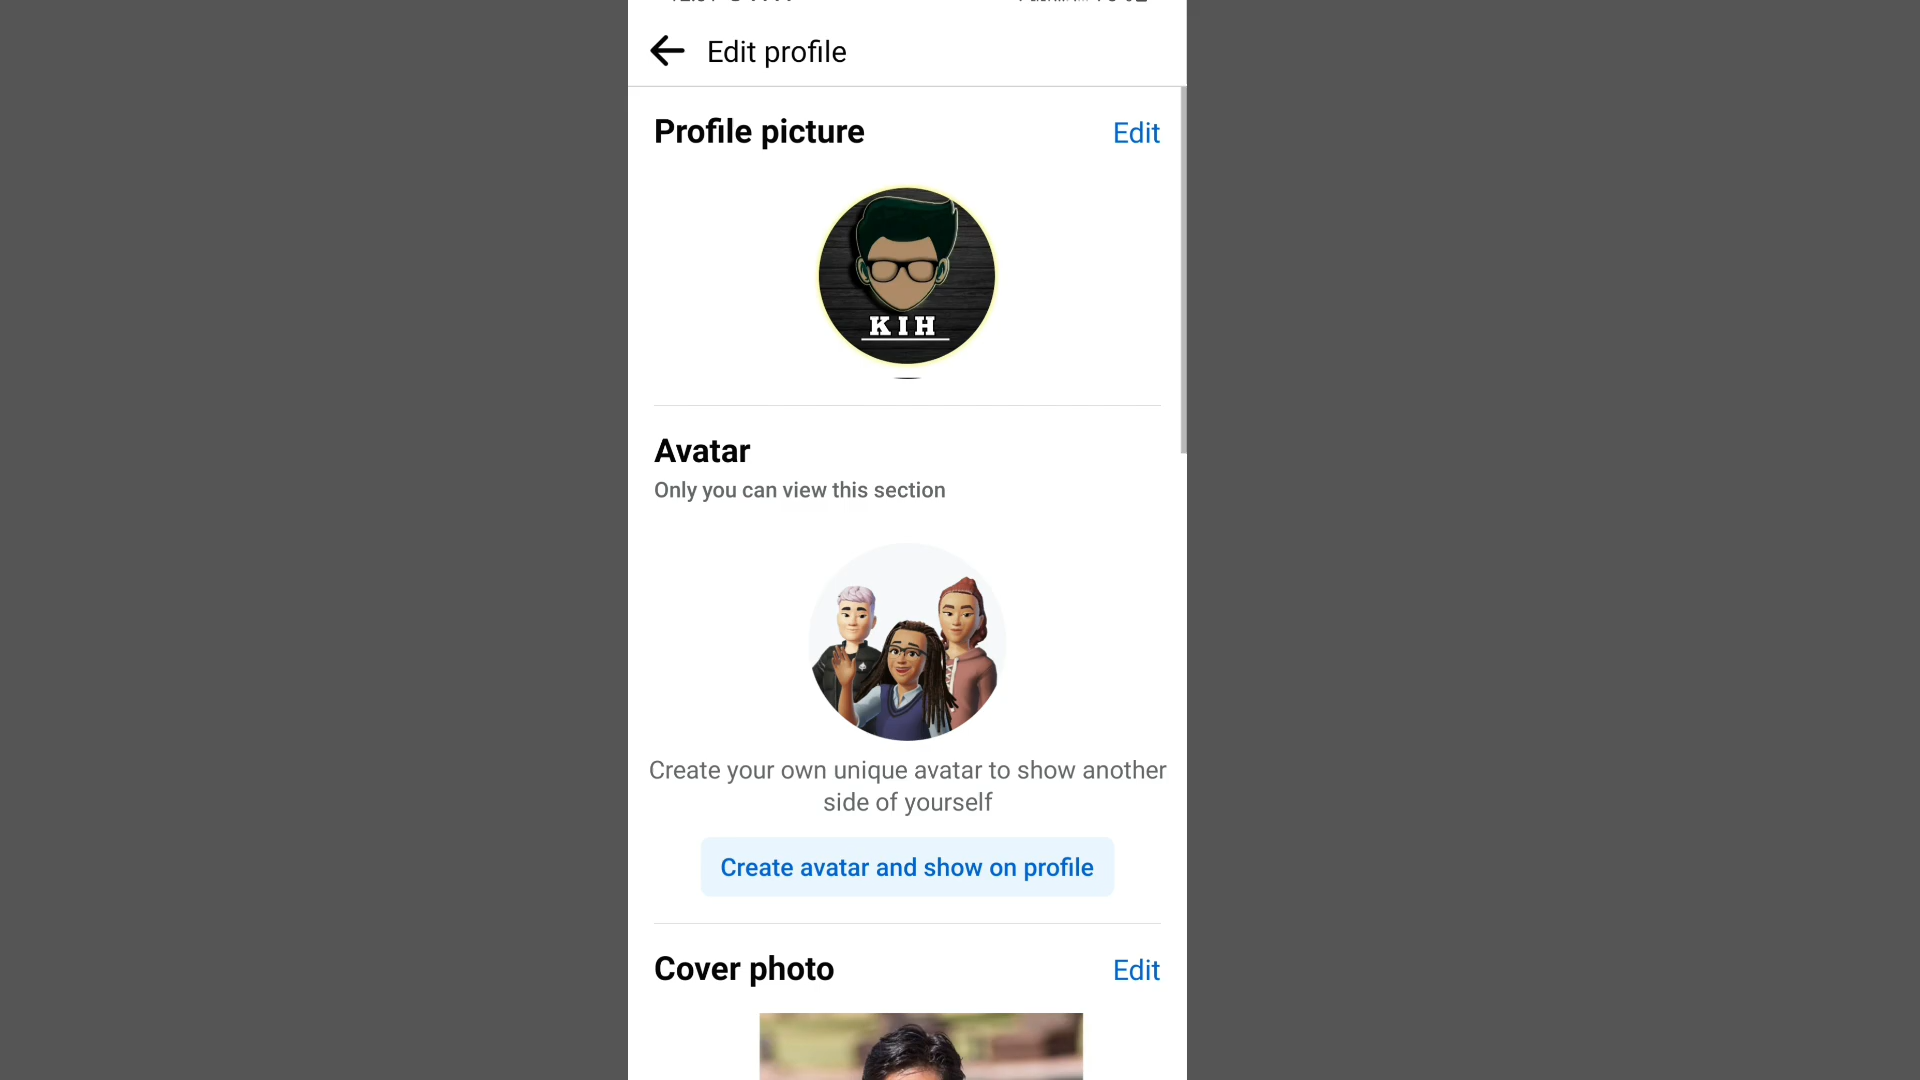 Edit profile
Profile picture
Edit
KIH
Avatar
Only you can view this section
Create your own unique avatar to show another
side of yourself
Create avatar and show on profile
Cover photo
Edit